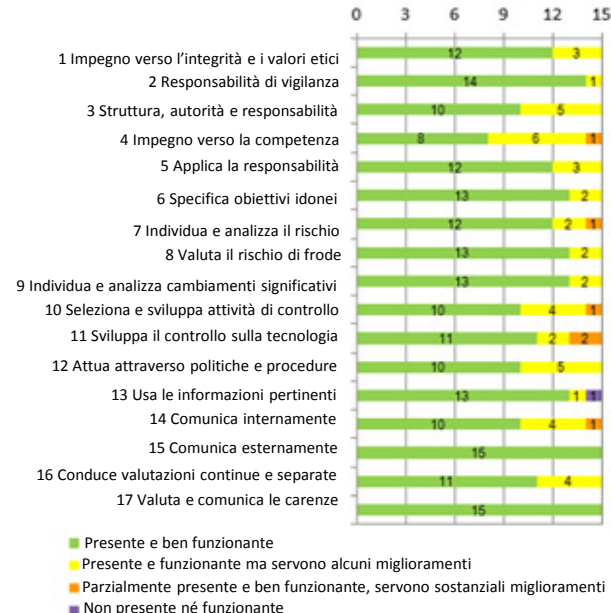 0 3 6 9 12 15
1 Impegno verso l'integrità e i valori etici 12 3
2 Responsabilità di vigilanza 14 1
3 Struttura, autorità e responsabilità 10 5
4 Impegno verso la competenza 8 6 1
5 Applica la responsabilità 12 3
6 Specifica obiettivi idonei 13 2
7 Individua e analizza il rischio 12 2 1
8 Valuta il rischio di frode 13 2
9 Individua e analizza cambiamenti significativi 13 2
10 Seleziona e sviluppa attività di controllo 10 4 1
11 Sviluppa il controllo sulla tecnologia 11 2 2
12 Attua attraverso politiche e procedure 10 5
13 Usa le informazioni pertinenti 13 1 1
14 Comunica internamente 10 4 1
15 Comunica esternamente 15
16 Conduce valutazioni continue e separate 11 4
17 Valuta e comunica le carenze 15
Presente e ben funzionante
Presente e funzionante ma servono alcuni miglioramenti
Parzialmente presente e ben funzionante, servono sostanziali miglioramenti
Non presente né funzionante